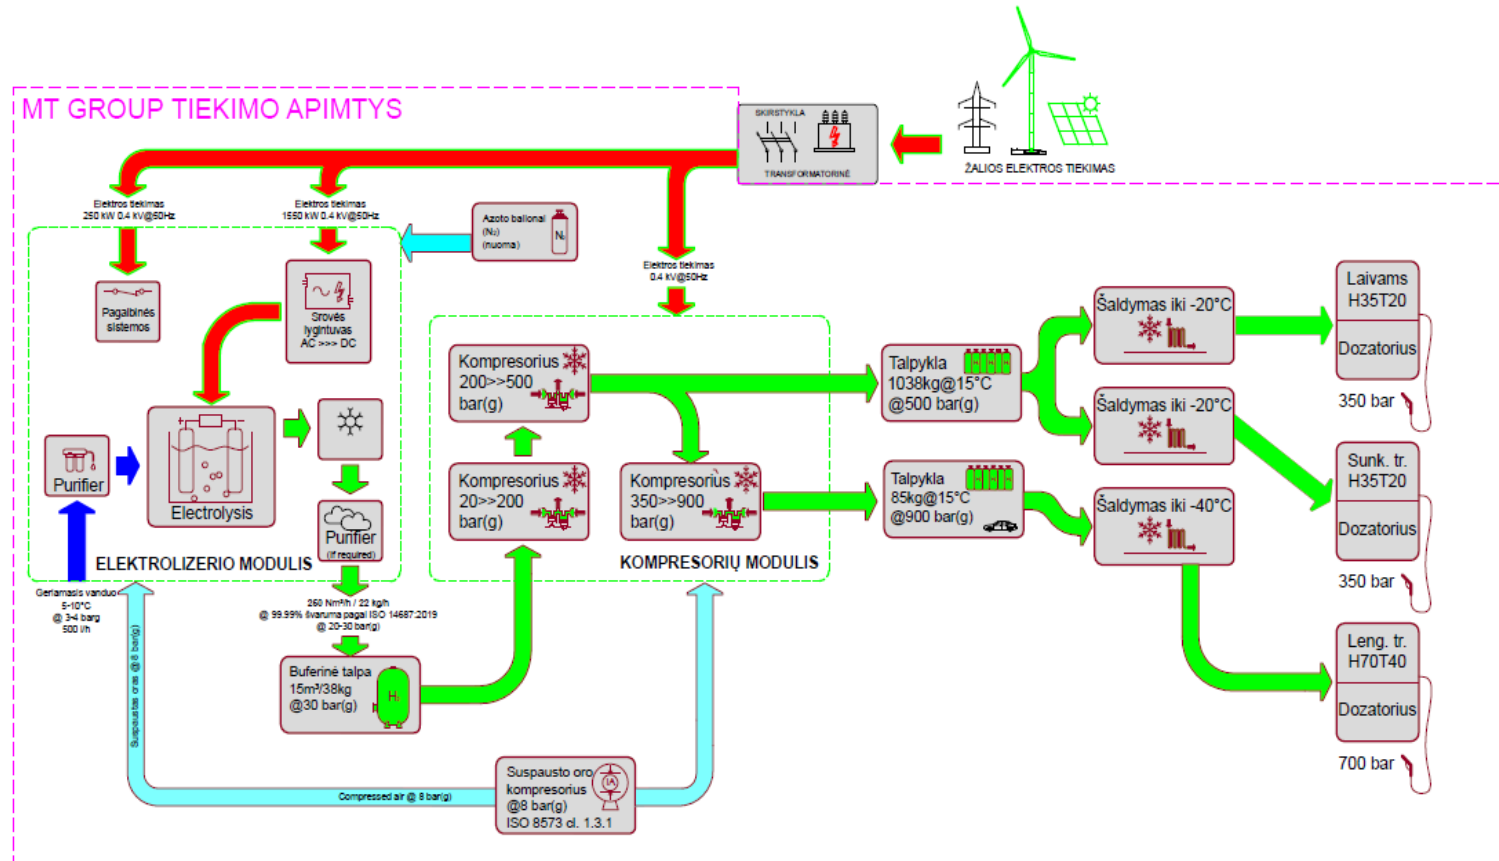 MT GROUP TIEKIMO APIMTYS
SKIRSTYKLA
TRANSFORMATORINĖ
ŽALIOS ELEKTROS TIEKIMAS
Elektros tiekimas
250 kW 0.4 kV@50Hz
Elektros tiekimas
1550 kW 0.4 kV@50Hz
Azoto balionai
(N₂)
(nuoma)
N₂
Elektros tiekimas
0.4 kV@50Hz
Pagalbinės
sistemos
Srovės
lygintuvas
AC >>> DC
Purifier
Electrolysis
Purifier
(if required)
ELEKTROLIZERIO MODULIS
Geriamasis vanduo
5-10°C
@ 3-4 barg
500 l/h
260 Nm³/h / 22 kg/h
@ 99.99% švaruma pagal ISO 14687:2019
@ 20-30 bar(g)
Buferinė talpa
15m³/38kg
@30 bar(g)
H₂
Suspaustas oras @ 8 bar(g)
Compressed air @ 8 bar(g)
Suspausto oro
kompresorius
@8 bar(g)
ISO 8573 cl. 1.3.1
IA
Kompresorius
200>>500
bar(g)
Kompresorius
20>>200
bar(g)
Kompresorius
350>>900
bar(g)
KOMPRESORIŲ MODULIS
Talpykla
1038kg@15°C
@500 bar(g)
Talpykla
85kg@15°C
@900 bar(g)
Šaldymas iki -20°C
Šaldymas iki -20°C
Šaldymas iki -40°C
Laivams
H35T20
Dozatorius
350 bar
Sunk. tr.
H35T20
Dozatorius
350 bar
Leng. tr.
H70T40
Dozatorius
700 bar